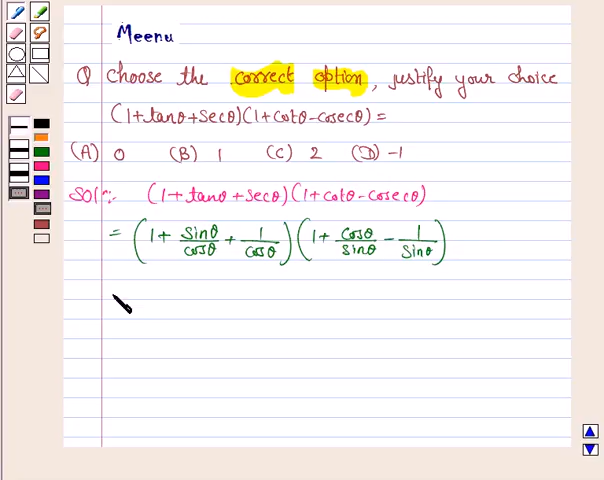 Meenu
Q Choose the correct option, justify your choice
(1+tanθ+secθ)(1+cotθ-cosecθ)=
(A) 0 (B) 1 (C) 2 (D) -1
Sol:- (1+tanθ+secθ)(1+cotθ-cosecθ)
= (1 + sinθ/cosθ + 1/cosθ)(1 + cosθ/sinθ - 1/sinθ)